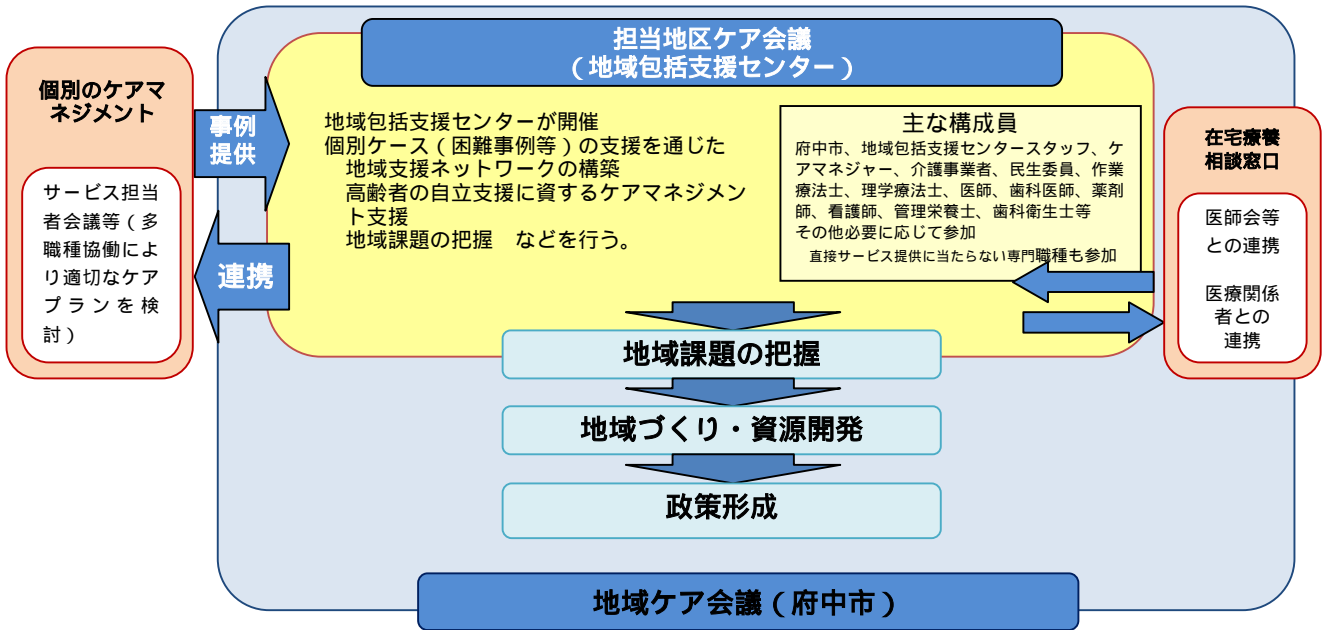 担当地区ケア会議
（地域包括支援センター）
個別のケアマ
ネジメント
サービス担当
者会議等（多
職種協働によ
り適切なケア
プランを検
討）
事例
提供
連携
地域包括支援センターが開催
個別ケース（困難事例等）の支援を通じた
地域支援ネットワークの構築
高齢者の自立支援に資するケアマネジメン
ト支援
地域課題の把握　などを行う。
主な構成員
府中市、地域包括支援センタースタッフ、ケ
アマネジャー、介護事業者、民生委員、作業
療法士、理学療法士、医師、歯科医師、薬剤
師、看護師、管理栄養士、歯科衛生士等
その他必要に応じて参加
直接サービス提供に当たらない専門職種も参加
在宅療養
相談窓口
医師会等
との連携
医療関係
者との
連携
地域課題の把握
地域づくり・資源開発
政策形成
地域ケア会議（府中市）